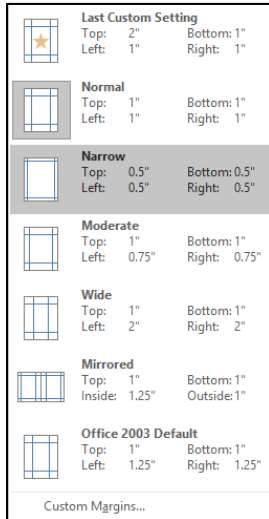 Last Custom Setting
Top: 2" Bottom: 1"
Left: 1" Right: 1"
Normal
Top: 1" Bottom: 1"
Left: 1" Right: 1"
Narrow
Top: 0.5" Bottom: 0.5"
Left: 0.5" Right: 0.5"
Moderate
Top: 1" Bottom: 1"
Left: 0.75" Right: 0.75"
Wide
Top: 1" Bottom: 1"
Left: 2" Right: 2"
Mirrored
Top: 1" Bottom: 1"
Inside: 1.25" Outside: 1"
Office 2003 Default
Top: 1" Bottom: 1"
Left: 1.25" Right: 1.25"
Custom Margins...